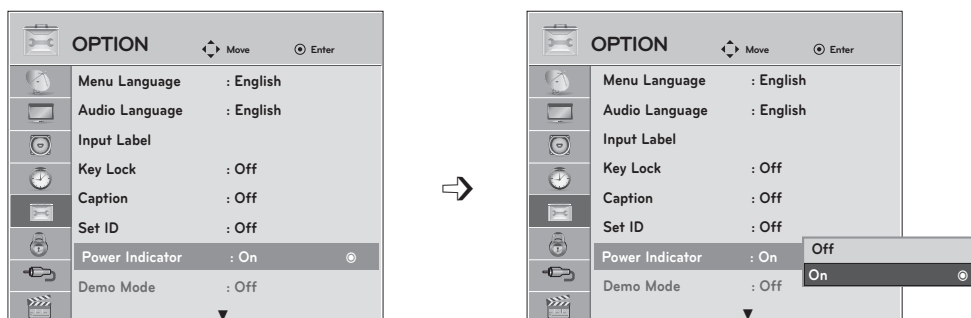 OPTION Move Enter
Menu Language : English
Audio Language : English
Input Label
Key Lock : Off
Caption : Off
Set ID : Off
Power Indicator : On
Demo Mode : Off
OPTION Move Enter
Menu Language : English
Audio Language : English
Input Label
Key Lock : Off
Caption : Off
Set ID : Off
Power Indicator : On
Demo Mode : Off
Off
On